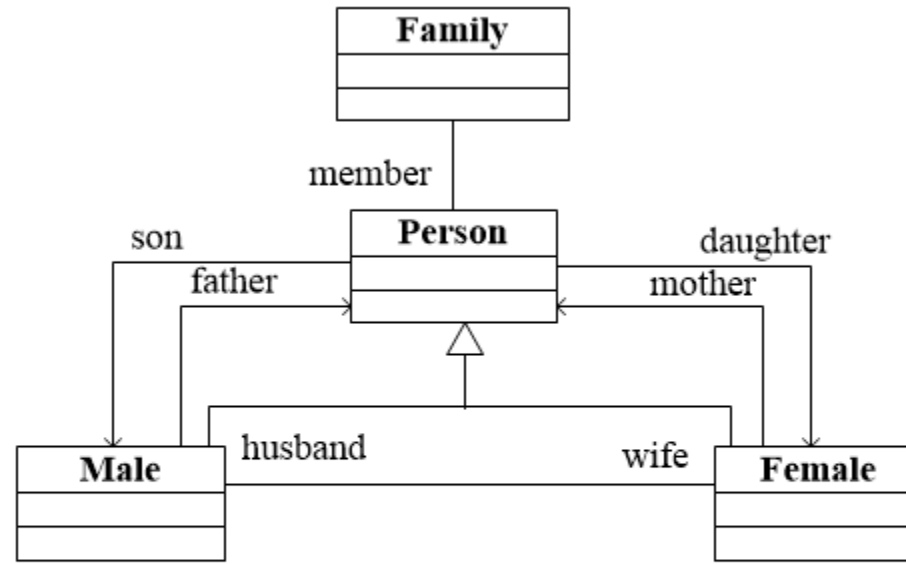 Family
member
Person
son
daughter
father
mother
husband
wife
Male
Female